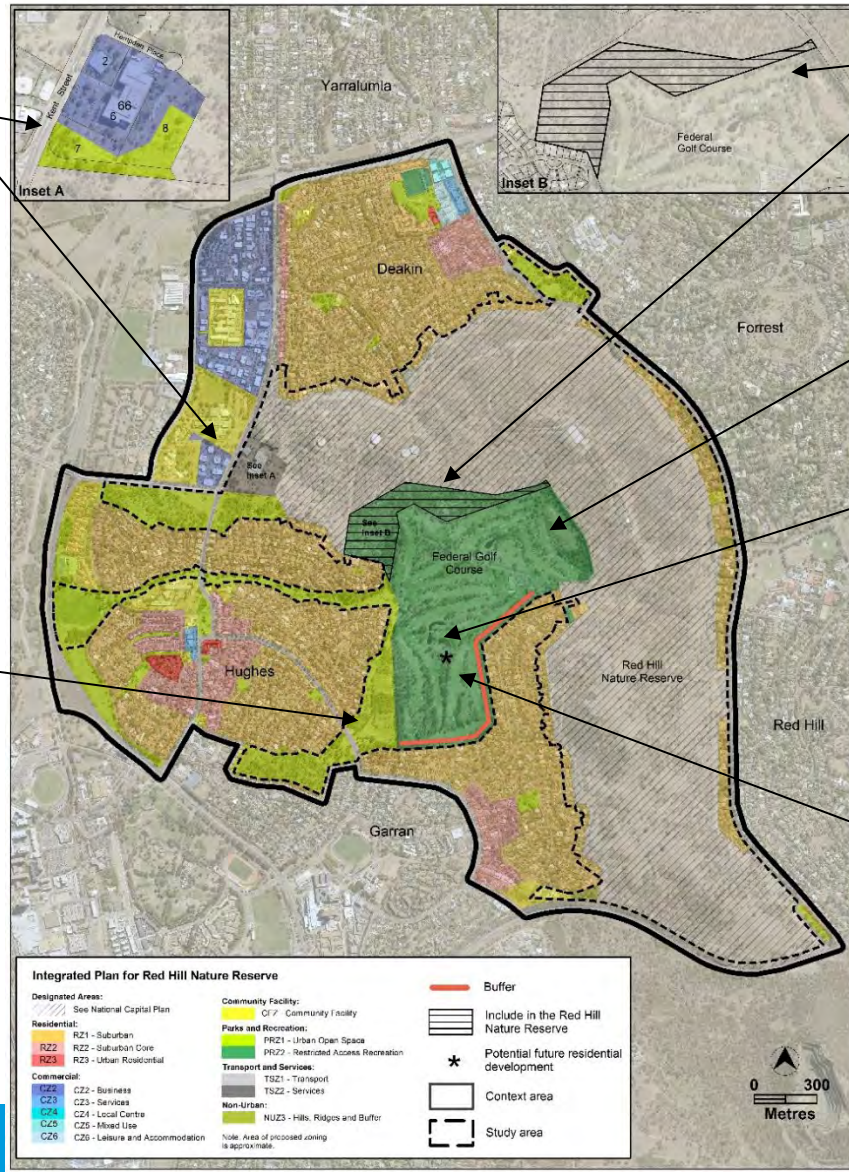 Hampden Place
Kent Street
2
66
6
7
8
Inset A
Yarralumla
Federal
Golf Course
Inset B
Deakin
Forrest
See
Inset A
See
Inset B
Federal Golf
Course
Hughes
Red Hill
Nature Reserve
Red Hill
Garran
*
Integrated Plan for Red Hill Nature Reserve
Designated Areas:
See National Capital Plan
Residential:
RZ1 - Suburban
RZ2 RZ2 - Suburban Core
RZ3 RZ3 - Urban Residential
Commercial:
CZ2 CZ2 - Business
CZ3 CZ3 - Services
CZ4 CZ4 - Local Centre
CZ5 CZ5 - Mixed Use
CZ6 CZ6 - Leisure and Accommodation
Community Facility:
CFZ - Community Facility
Parks and Recreation:
PRZ1 - Urban Open Space
PRZ2 - Restricted Access Recreation
Transport and Services:
TSZ1 - Transport
TSZ2 - Services
Non-Urban:
NUZ3 - Hills, Ridges and Buffer
Note: Area of proposed zoning
is approximate.
Buffer
Include in the Red Hill
Nature Reserve
* Potential future residential
development
Context area
Study area
0 300
Metres